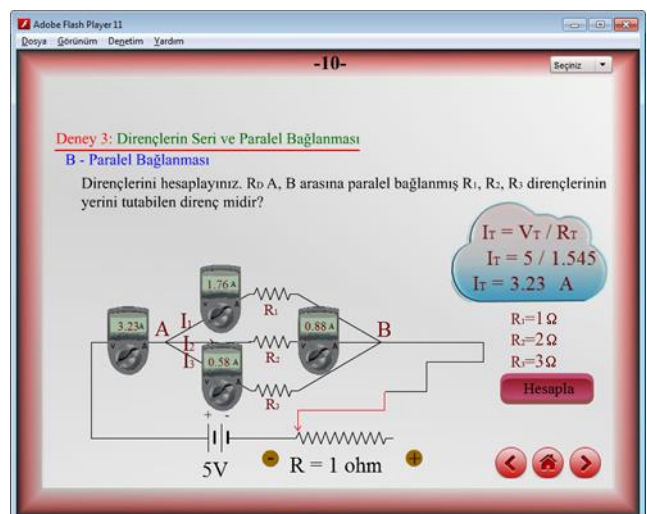 Adobe Flash Player 11
Dosya Görünüm Denetim Yardım
-10-
Seçiniz
Deney 3: Dirençlerin Seri ve Paralel Bağlanması
B - Paralel Bağlanması
Dirençlerini hesaplayınız. RD A, B arasına paralel bağlanmış R1, R2, R3 dirençlerinin
yerini tutabilen direnç midir?
IT = VT / RT
IT = 5 / 1.545
IT = 3.23 A
1.76 A
R1
3.23A
A
I1
0.88 A
B
I2
R2
I3
0.58 A
R3
R1=1Ω
R2=2Ω
R3=3Ω
Hesapla
+ -
5V
-
R = 1 ohm
+